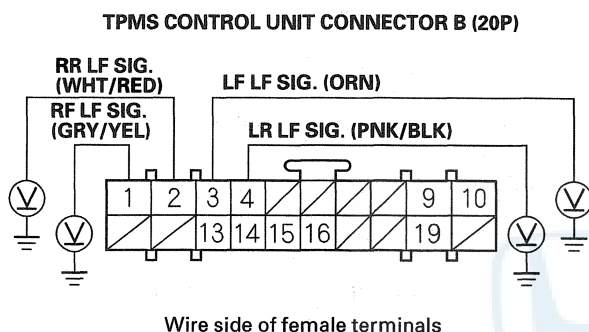 TPMS CONTROL UNIT CONNECTOR B (20P)
RR LF SIG.
(WHT/RED)
LF LF SIG. (ORN)
RF LF SIG.
(GRY/YEL)
LR LF SIG. (PNK/BLK)
V
V
V
V
1 2 3 4 9 10
13 14 15 16 19
Wire side of female terminals